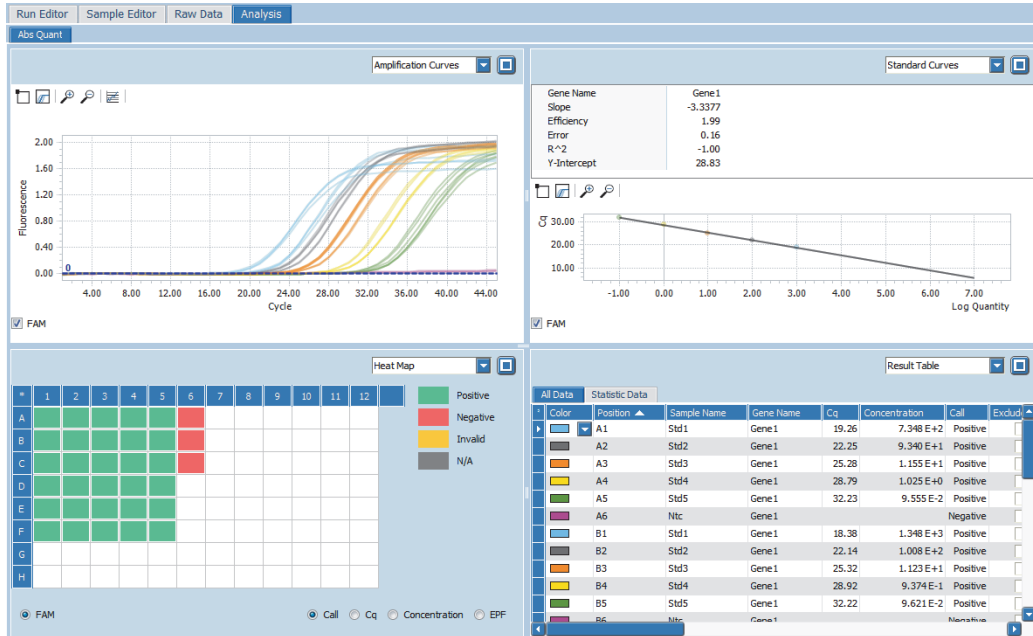 Run Editor Sample Editor Raw Data Analysis
Abs Quant
Amplification Curves
2.00
1.60
1.20
0.80
0.40
0.00
Fluorescence
0
4.00 8.00 12.00 16.00 20.00 24.00 28.00 32.00 36.00 40.00 44.00
Cycle
FAM
Standard Curves
Gene Name Gene1
Slope -3.3377
Efficiency 1.99
Error 0.16
R^2 -1.00
Y-Intercept 28.83
Cq
30.00
20.00
10.00
-1.00 0.00 1.00 2.00 3.00 4.00 5.00 6.00 7.00
Log Quantity
FAM
Heat Map
* 1 2 3 4 5 6 7 8 9 10 11 12
A
B
C
D
E
F
G
H
Positive
Negative
Invalid
N/A
FAM Call Cq Concentration EPF
Result Table
All Data Statistic Data
Color Position Sample Name Gene Name Cq Concentration Call Exclud
A1 Std1 Gene1 19.26 7.348 E+2 Positive
A2 Std2 Gene1 22.25 9.340 E+1 Positive
A3 Std3 Gene1 25.28 1.155 E+1 Positive
A4 Std4 Gene1 28.79 1.025 E+0 Positive
A5 Std5 Gene1 32.23 9.555 E-2 Positive
A6 Ntc Gene1 Negative
B1 Std1 Gene1 18.38 1.348 E+3 Positive
B2 Std2 Gene1 22.14 1.008 E+2 Positive
B3 Std3 Gene1 25.32 1.123 E+1 Positive
B4 Std4 Gene1 28.92 9.374 E-1 Positive
B5 Std5 Gene1 32.22 9.621 E-2 Positive
B6 Ntc Gene1 Negative